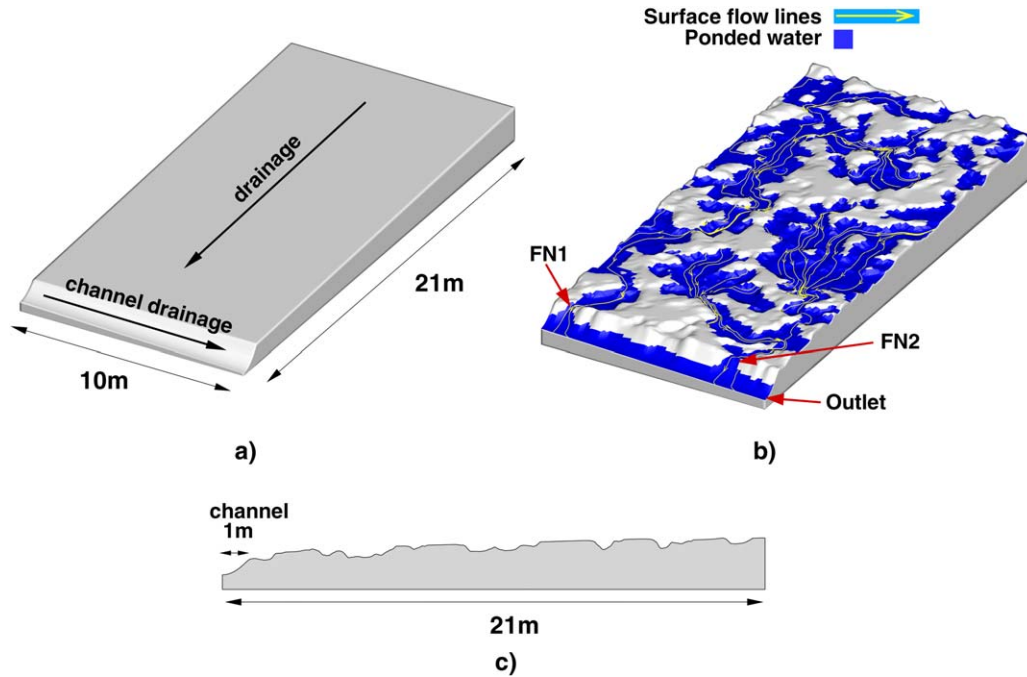 Surface flow lines
Ponded water
drainage
21m
channel drainage
10m
a)
FN1
FN2
Outlet
b)
channel
1m
21m
c)